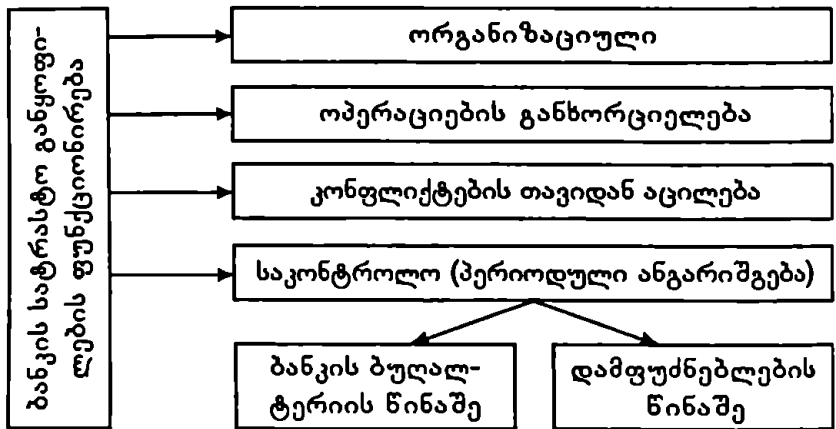 ბანკის სატრასტო განყოფი-
ლების ფუნქციონირება
ორგანიზაციული
ოპერაციების განხორციელება
კონფლიქტების თავიდან აცილება
საკონტროლო (პერიოდული ანგარიშგება)
ბანკის ბუღალ-
ტერიის წინაშე
დამფუძნებლების
წინაშე